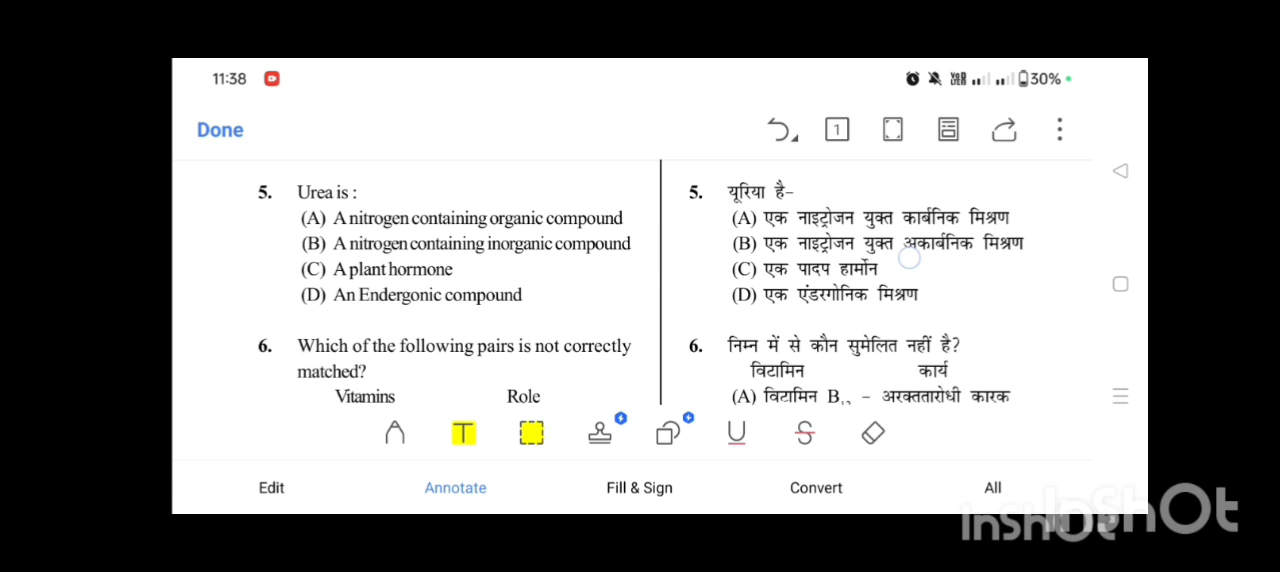 11:38
30%
Done
1
5. Urea is :
(A) A nitrogen containing organic compound
(B) A nitrogen containing inorganic compound
(C) A plant hormone
(D) An Endergonic compound
6. Which of the following pairs is not correctly
matched?
Vitamins Role
5. यूरिया है–
(A) एक नाइट्रोजन युक्त कार्बनिक मिश्रण
(B) एक नाइट्रोजन युक्त अकार्बनिक मिश्रण
(C) एक पादप हार्मोन
(D) एक एंडरगोनिक मिश्रण
6. निम्न में से कौन सुमेलित नहीं है?
विटामिन कार्य
(A) विटामिन B – अरक्ततारोधी कारक
T
U
S
Edit Annotate Fill & Sign Convert All
InShOt